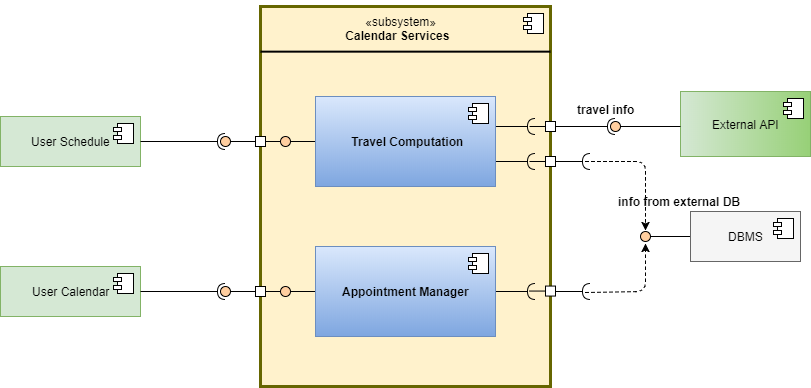 «subsystem»
Calendar Services
travel info
External API
User Schedule
Travel Computation
info from external DB
DBMS
User Calendar
Appointment Manager